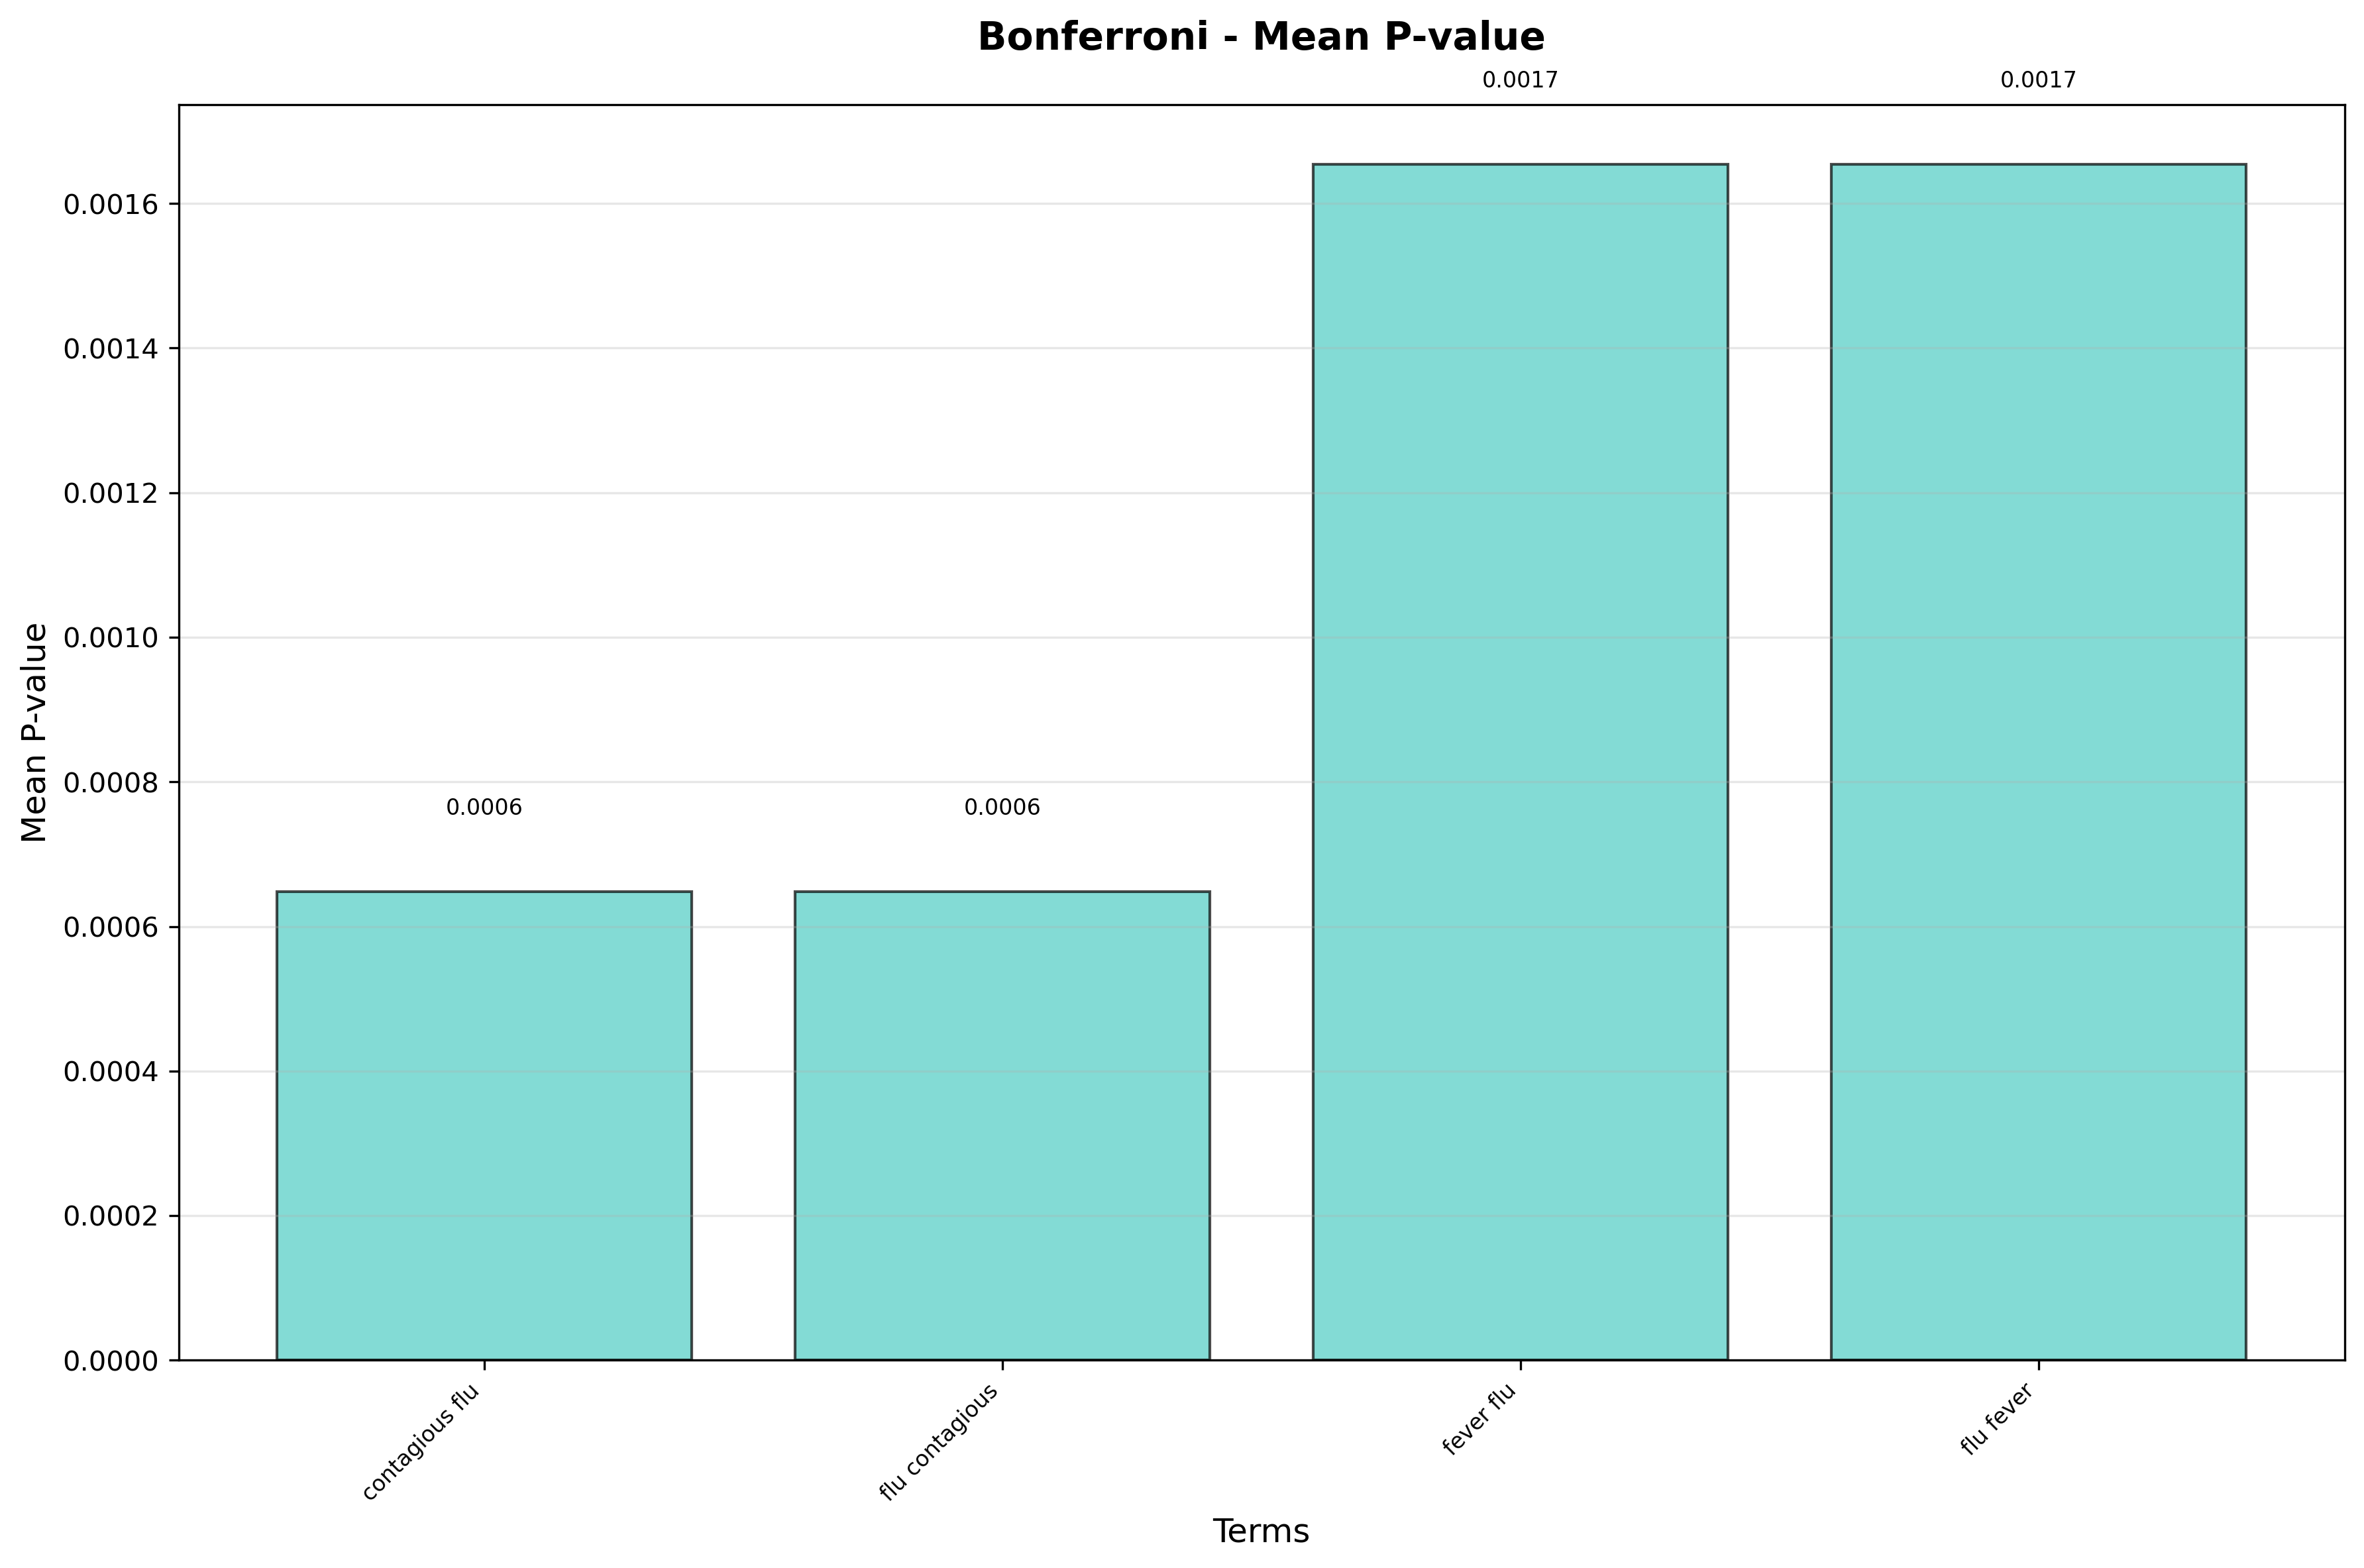 Bonferroni - Mean P-value
0.0017 0.0017
0.0016
0.0014
0.0012
0.0010
0.0008
0.0006 0.0006
0.0006
0.0004
0.0002
0.0000
Mean P-value
contagious flu
flu contagious
fever flu
flu fever
Terms